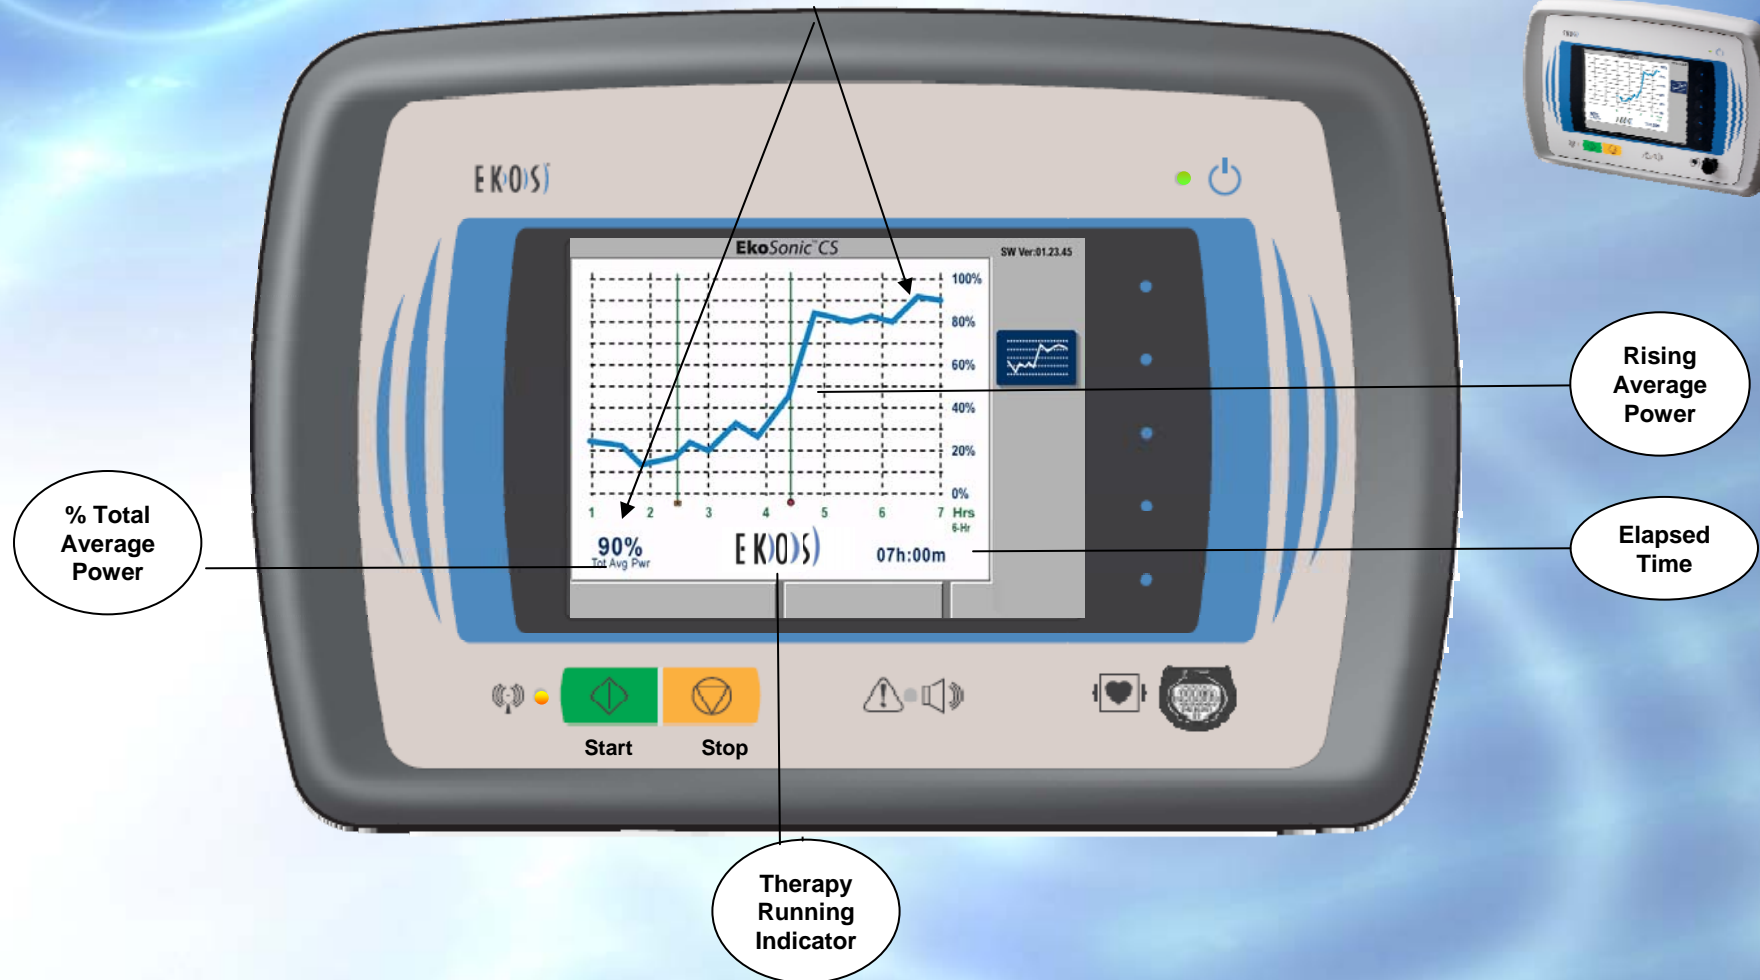 EKOS
EkoSonic™CS
SW Ver:01.23.45
100%
80%
60%
40%
20%
0%
1 2 3 4 5 6 7 Hrs
6-Hr
90%
Tot Avg Pwr
EKOS
07h:00m
Rising
Average
Power
% Total
Average
Power
Elapsed
Time
Start Stop
Therapy
Running
Indicator